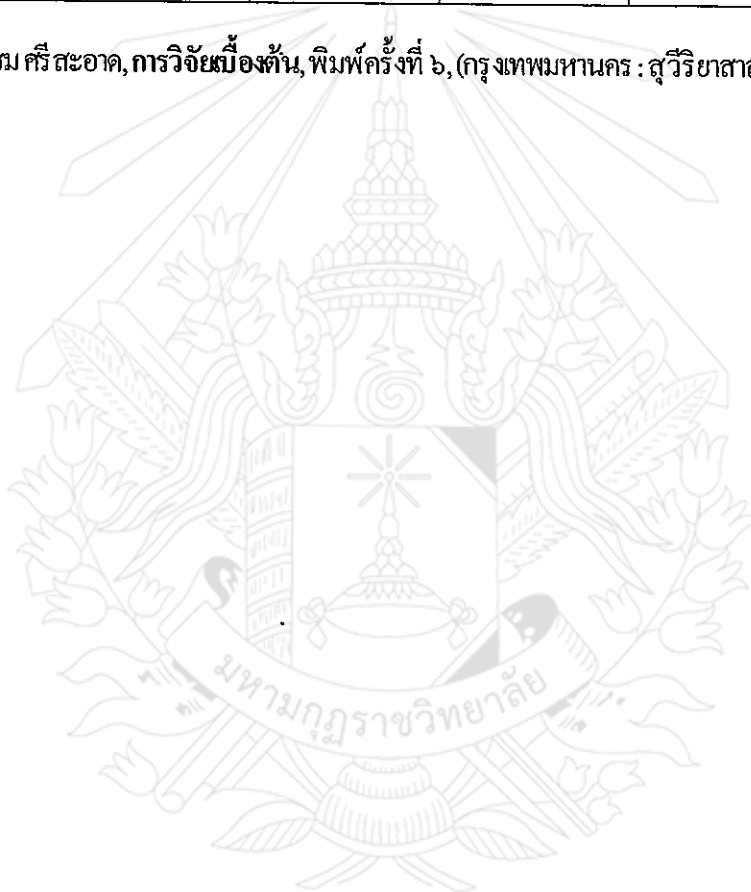 ม ศรีสะอาด, การวิจัยเบื้องต้น, พิมพ์ครั้งที่ ๖, (กรุงเทพมหานคร : สุวีริยาสา
มหามกุฏราชวิทยาลัย